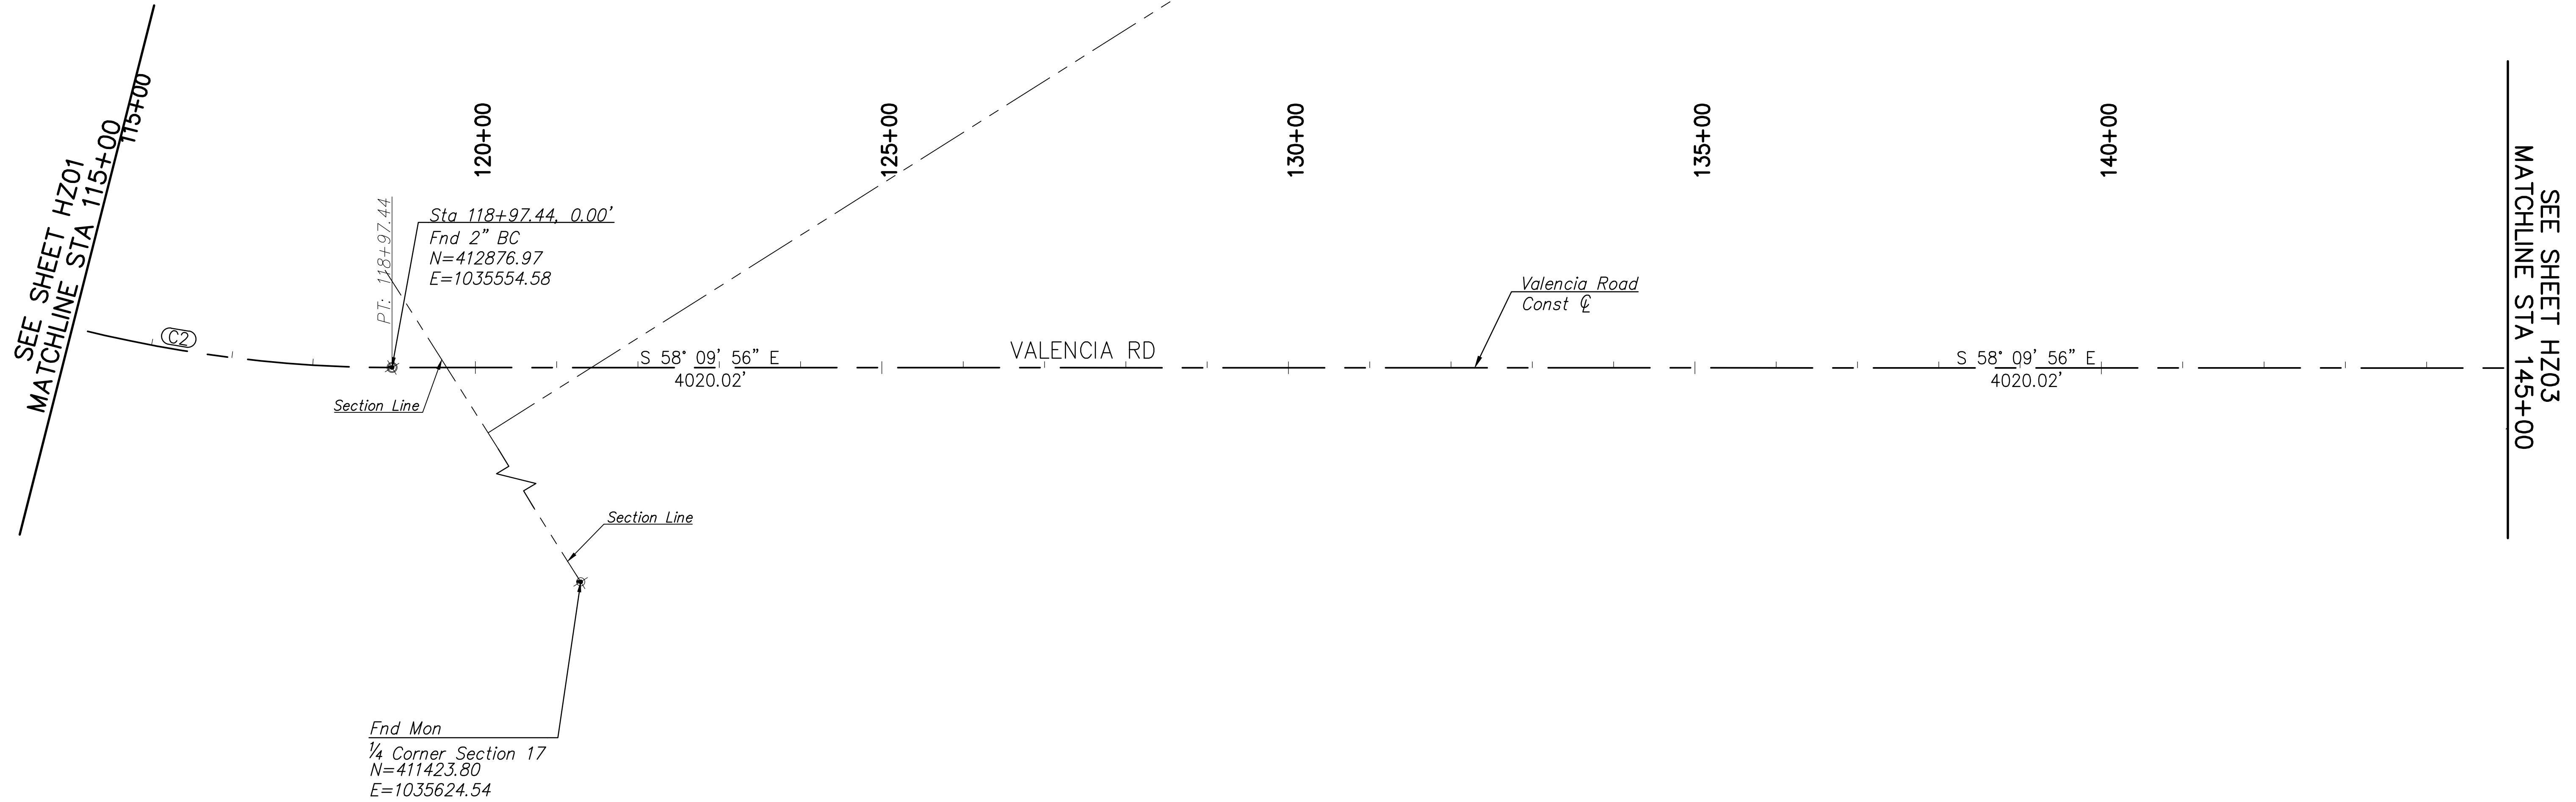 SEE SHEET HZ01
MATCHLINE STA 115+00
115+00
120+00
125+00
130+00
135+00
140+00
PT: 118+97.44
Sta 118+97.44, 0.00'
Fnd 2" BC
N=412876.97
E=1035554.58
C2
Section Line
S 58° 09' 56" E
4020.02'
VALENCIA RD
Valencia Road
Const ℄
S 58° 09' 56" E
4020.02'
SEE SHEET HZ03
MATCHLINE STA 145+00
Section Line
Fnd Mon
1/4 Corner Section 17
N=411423.80
E=1035624.54